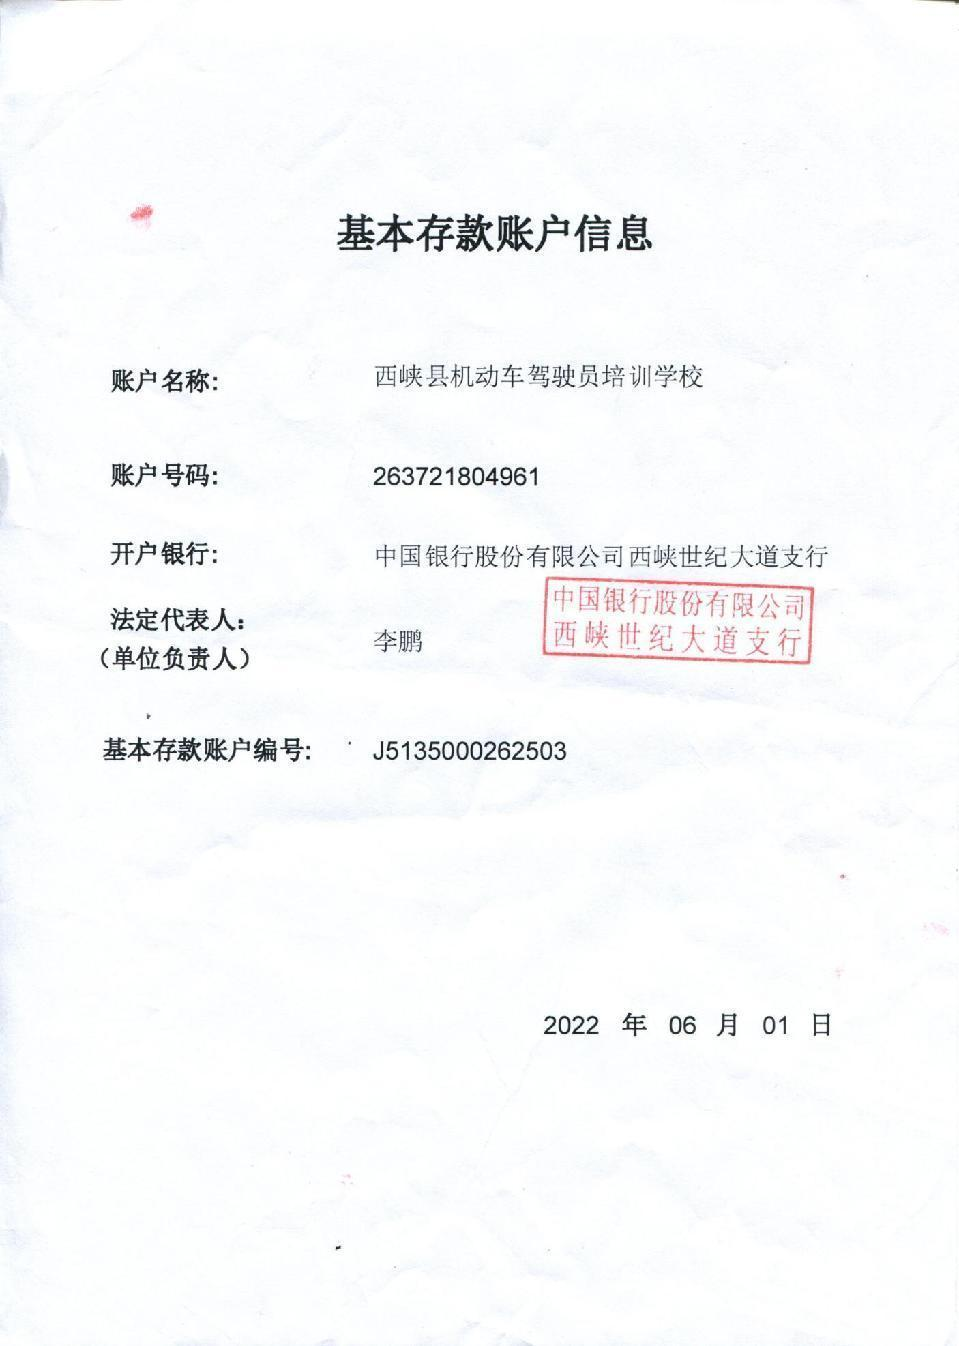 基本存款账户信息
账户名称: 西峡县机动车驾驶员培训学校
账户号码: 263721804961
开户银行: 中国银行股份有限公司西峡世纪大道支行
中国银行股份有限公司
西峡世纪大道支行
法定代表人: 李鹏
(单位负责人)
基本存款账户编号: J5135000262503
2022 年 06 月 01 日